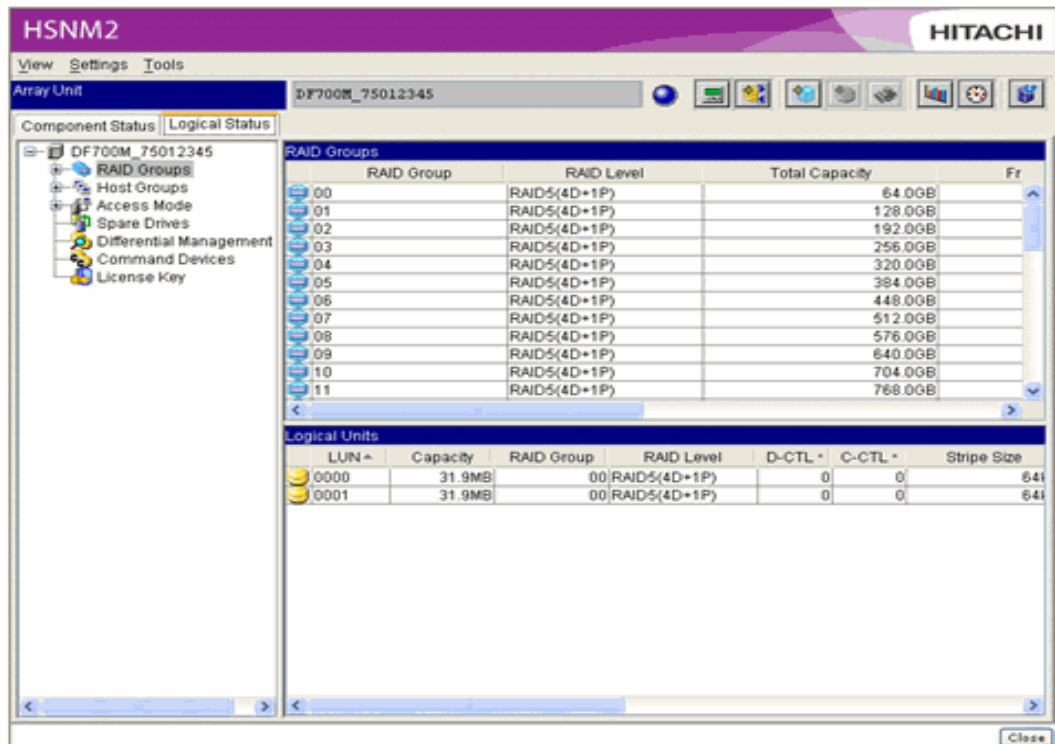 HSNM2 HITACHI
View Settings Tools
Array Unit DF700M_75012345
Component Status Logical Status
DF700M_75012345
RAID Groups
Host Groups
Access Mode
Spare Drives
Differential Management
Command Devices
License Key
RAID Groups
RAID Group RAID Level Total Capacity Fr
00 RAID5(4D+1P) 64.0GB
01 RAID5(4D+1P) 128.0GB
02 RAID5(4D+1P) 192.0GB
03 RAID5(4D+1P) 256.0GB
04 RAID5(4D+1P) 320.0GB
05 RAID5(4D+1P) 384.0GB
06 RAID5(4D+1P) 448.0GB
07 RAID5(4D+1P) 512.0GB
08 RAID5(4D+1P) 576.0GB
09 RAID5(4D+1P) 640.0GB
10 RAID5(4D+1P) 704.0GB
11 RAID5(4D+1P) 768.0GB
Logical Units
LUN Capacity RAID Group RAID Level D-CTL * C-CTL * Stripe Size
0000 31.9MB 00 RAID5(4D+1P) 0 0 64k
0001 31.9MB 00 RAID5(4D+1P) 0 0 64k
Close